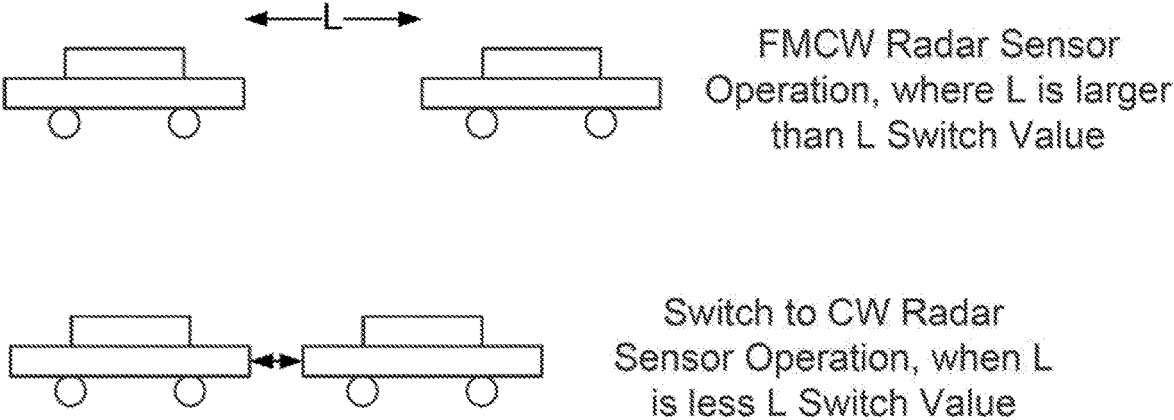 L
FMCW Radar Sensor
Operation, where L is larger
than L Switch Value
Switch to CW Radar
Sensor Operation, when L
is less L Switch Value